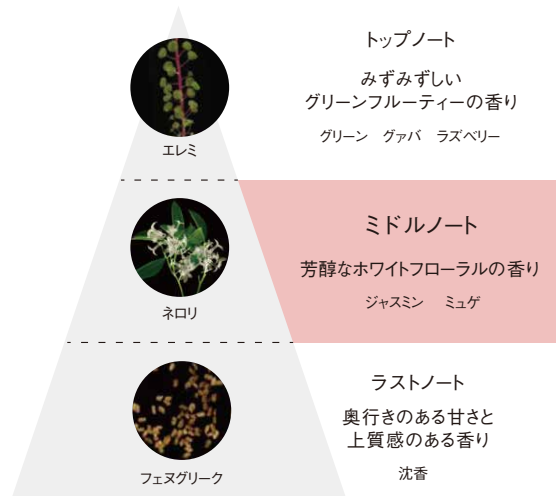 トップノート
みずみずしい
グリーンフルーティーの香り
グリーン グァバ ラズベリー
エレミ
ミドルノート
芳醇なホワイトフローラルの香り
ジャスミン ミュゲ
ネロリ
ラストノート
奥行きのある甘さと
上質感のある香り
沈香
フェヌグリーク